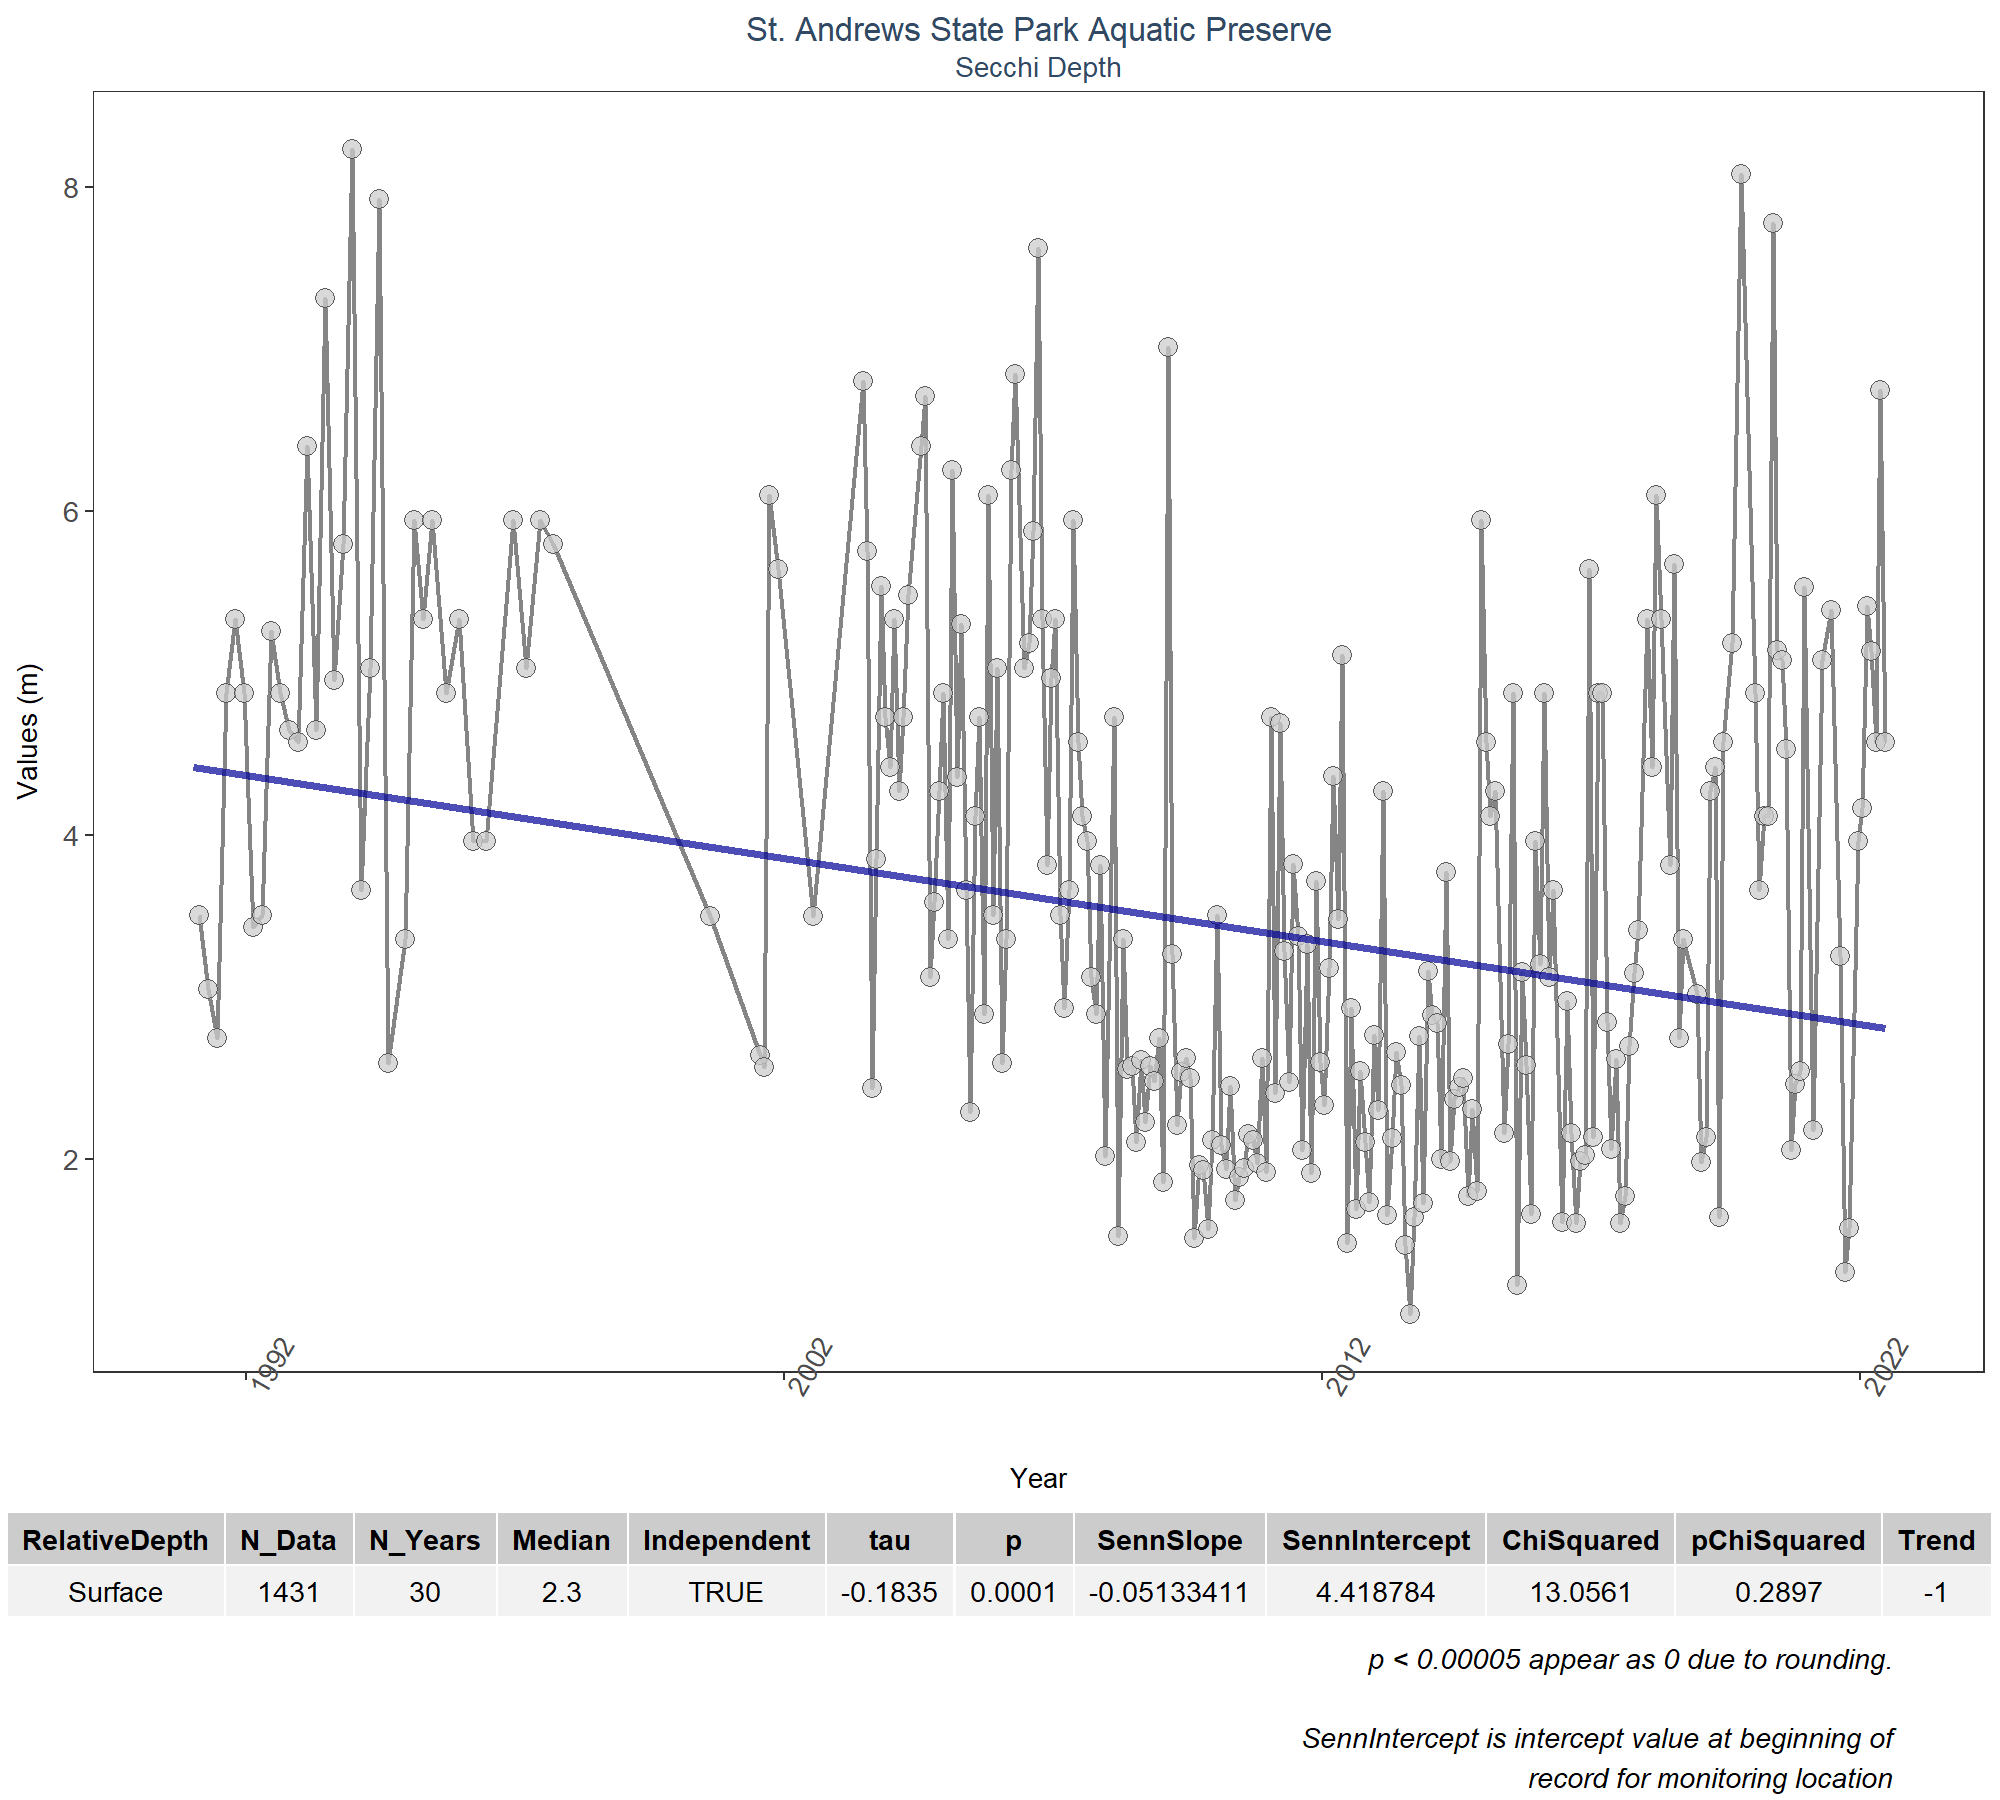 St. Andrews State Park Aquatic Preserve
Secchi Depth
Values (m)
8
6
4
2
1992 2002 2012 2022
Year
RelativeDepth N_Data N_Years Median Independent tau p SennSlope SennIntercept ChiSquared pChiSquared Trend
Surface 1431 30 2.3 TRUE -0.1835 0.0001 -0.05133411 4.418784 13.0561 0.2897 -1
p < 0.00005 appear as 0 due to rounding.
SennIntercept is intercept value at beginning of
record for monitoring location